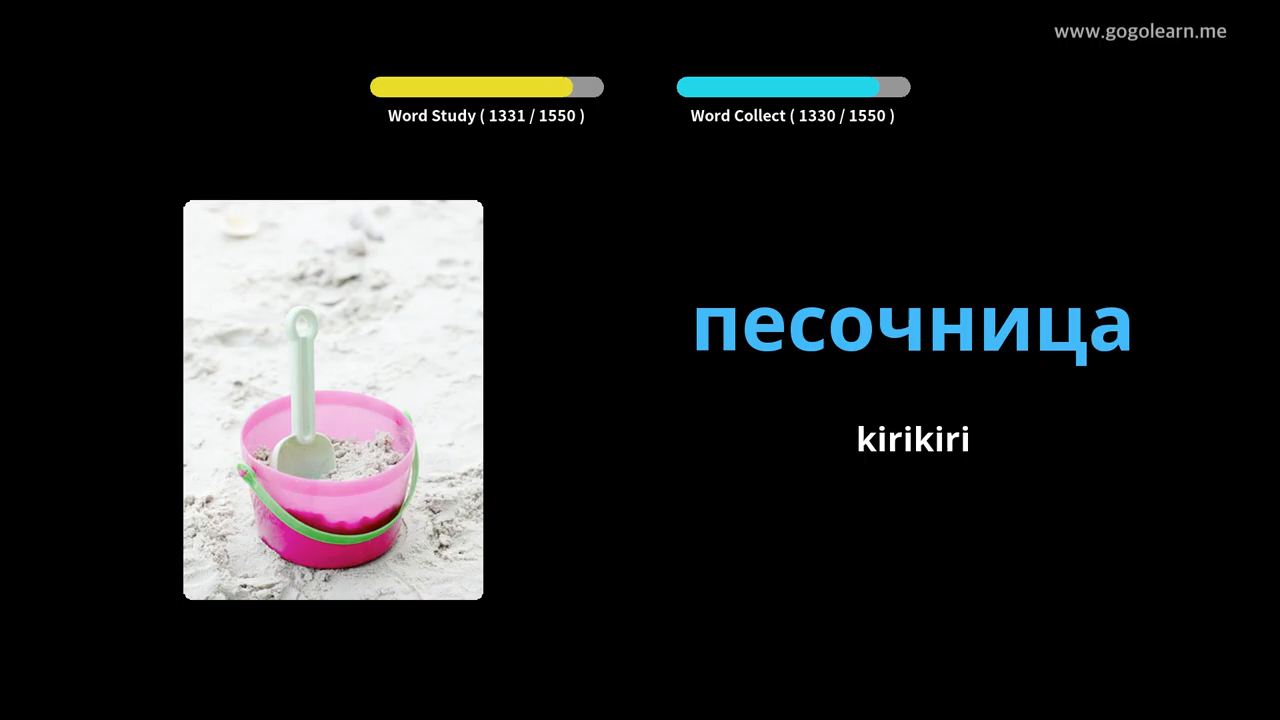 www.gogolearn.me
Word Study ( 1331 / 1550 )
Word Collect ( 1330 / 1550 )
песочница
kirikiri